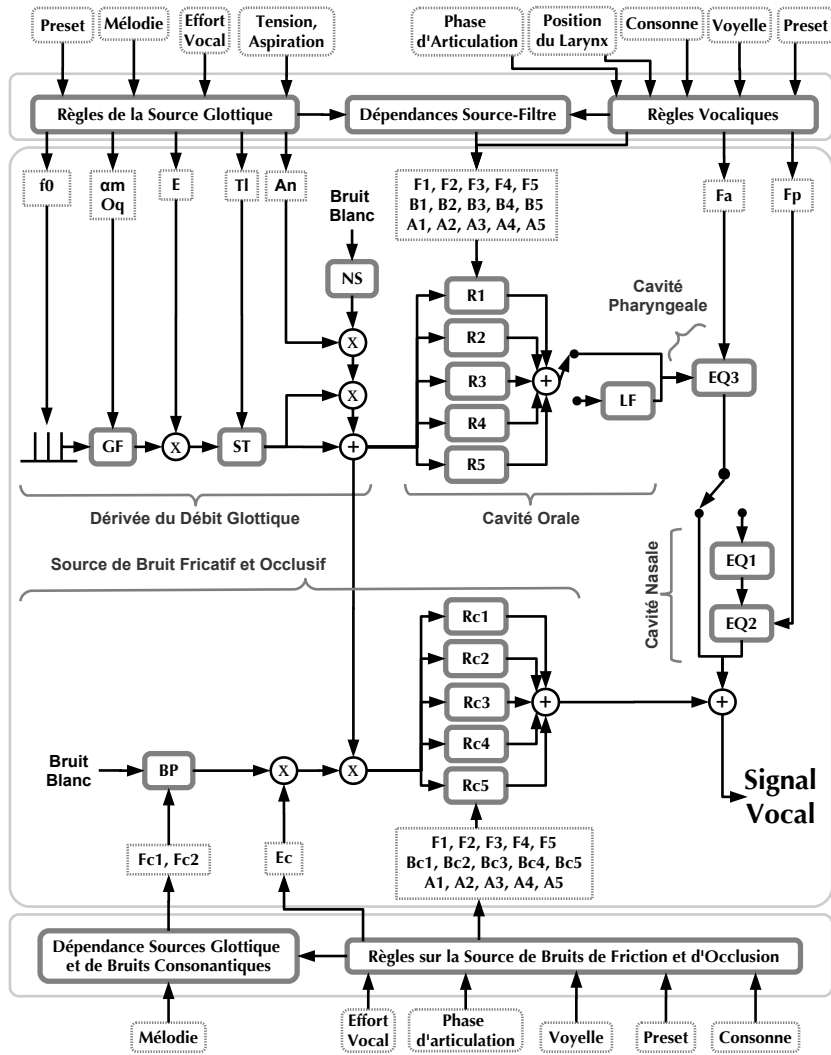 Preset
Mélodie
Effort
Vocal
Tension,
Aspiration
Phase
d'Articulation
Position
du Larynx
Consonne
Voyelle
Preset
Règles de la Source Glottique
Dépendances Source-Filtre
Règles Vocaliques
f0
αm
Oq
E
Tl
An
F1, F2, F3, F4, F5
B1, B2, B3, B4, B5
A1, A2, A3, A4, A5
Fa
Fp
Bruit
Blanc
NS
R1
R2
R3
R4
R5
X
X
+
Cavité
Pharyngeale
EQ3
LF
GF
X
ST
+
Dérivée du Débit Glottique
Cavité Orale
Source de Bruit Fricatif et Occlusif
Cavité Nasale
EQ1
EQ2
Rc1
Rc2
Rc3
Rc4
Rc5
+
+
Bruit
Blanc
BP
X
X
Signal
Vocal
Fc1, Fc2
Ec
F1, F2, F3, F4, F5
Bc1, Bc2, Bc3, Bc4, Bc5
A1, A2, A3, A4, A5
Dépendance Sources Glottique
et de Bruits Consonantiques
Règles sur la Source de Bruits de Friction et d'Occlusion
Mélodie
Effort
Vocal
Phase
d'articulation
Voyelle
Preset
Consonne